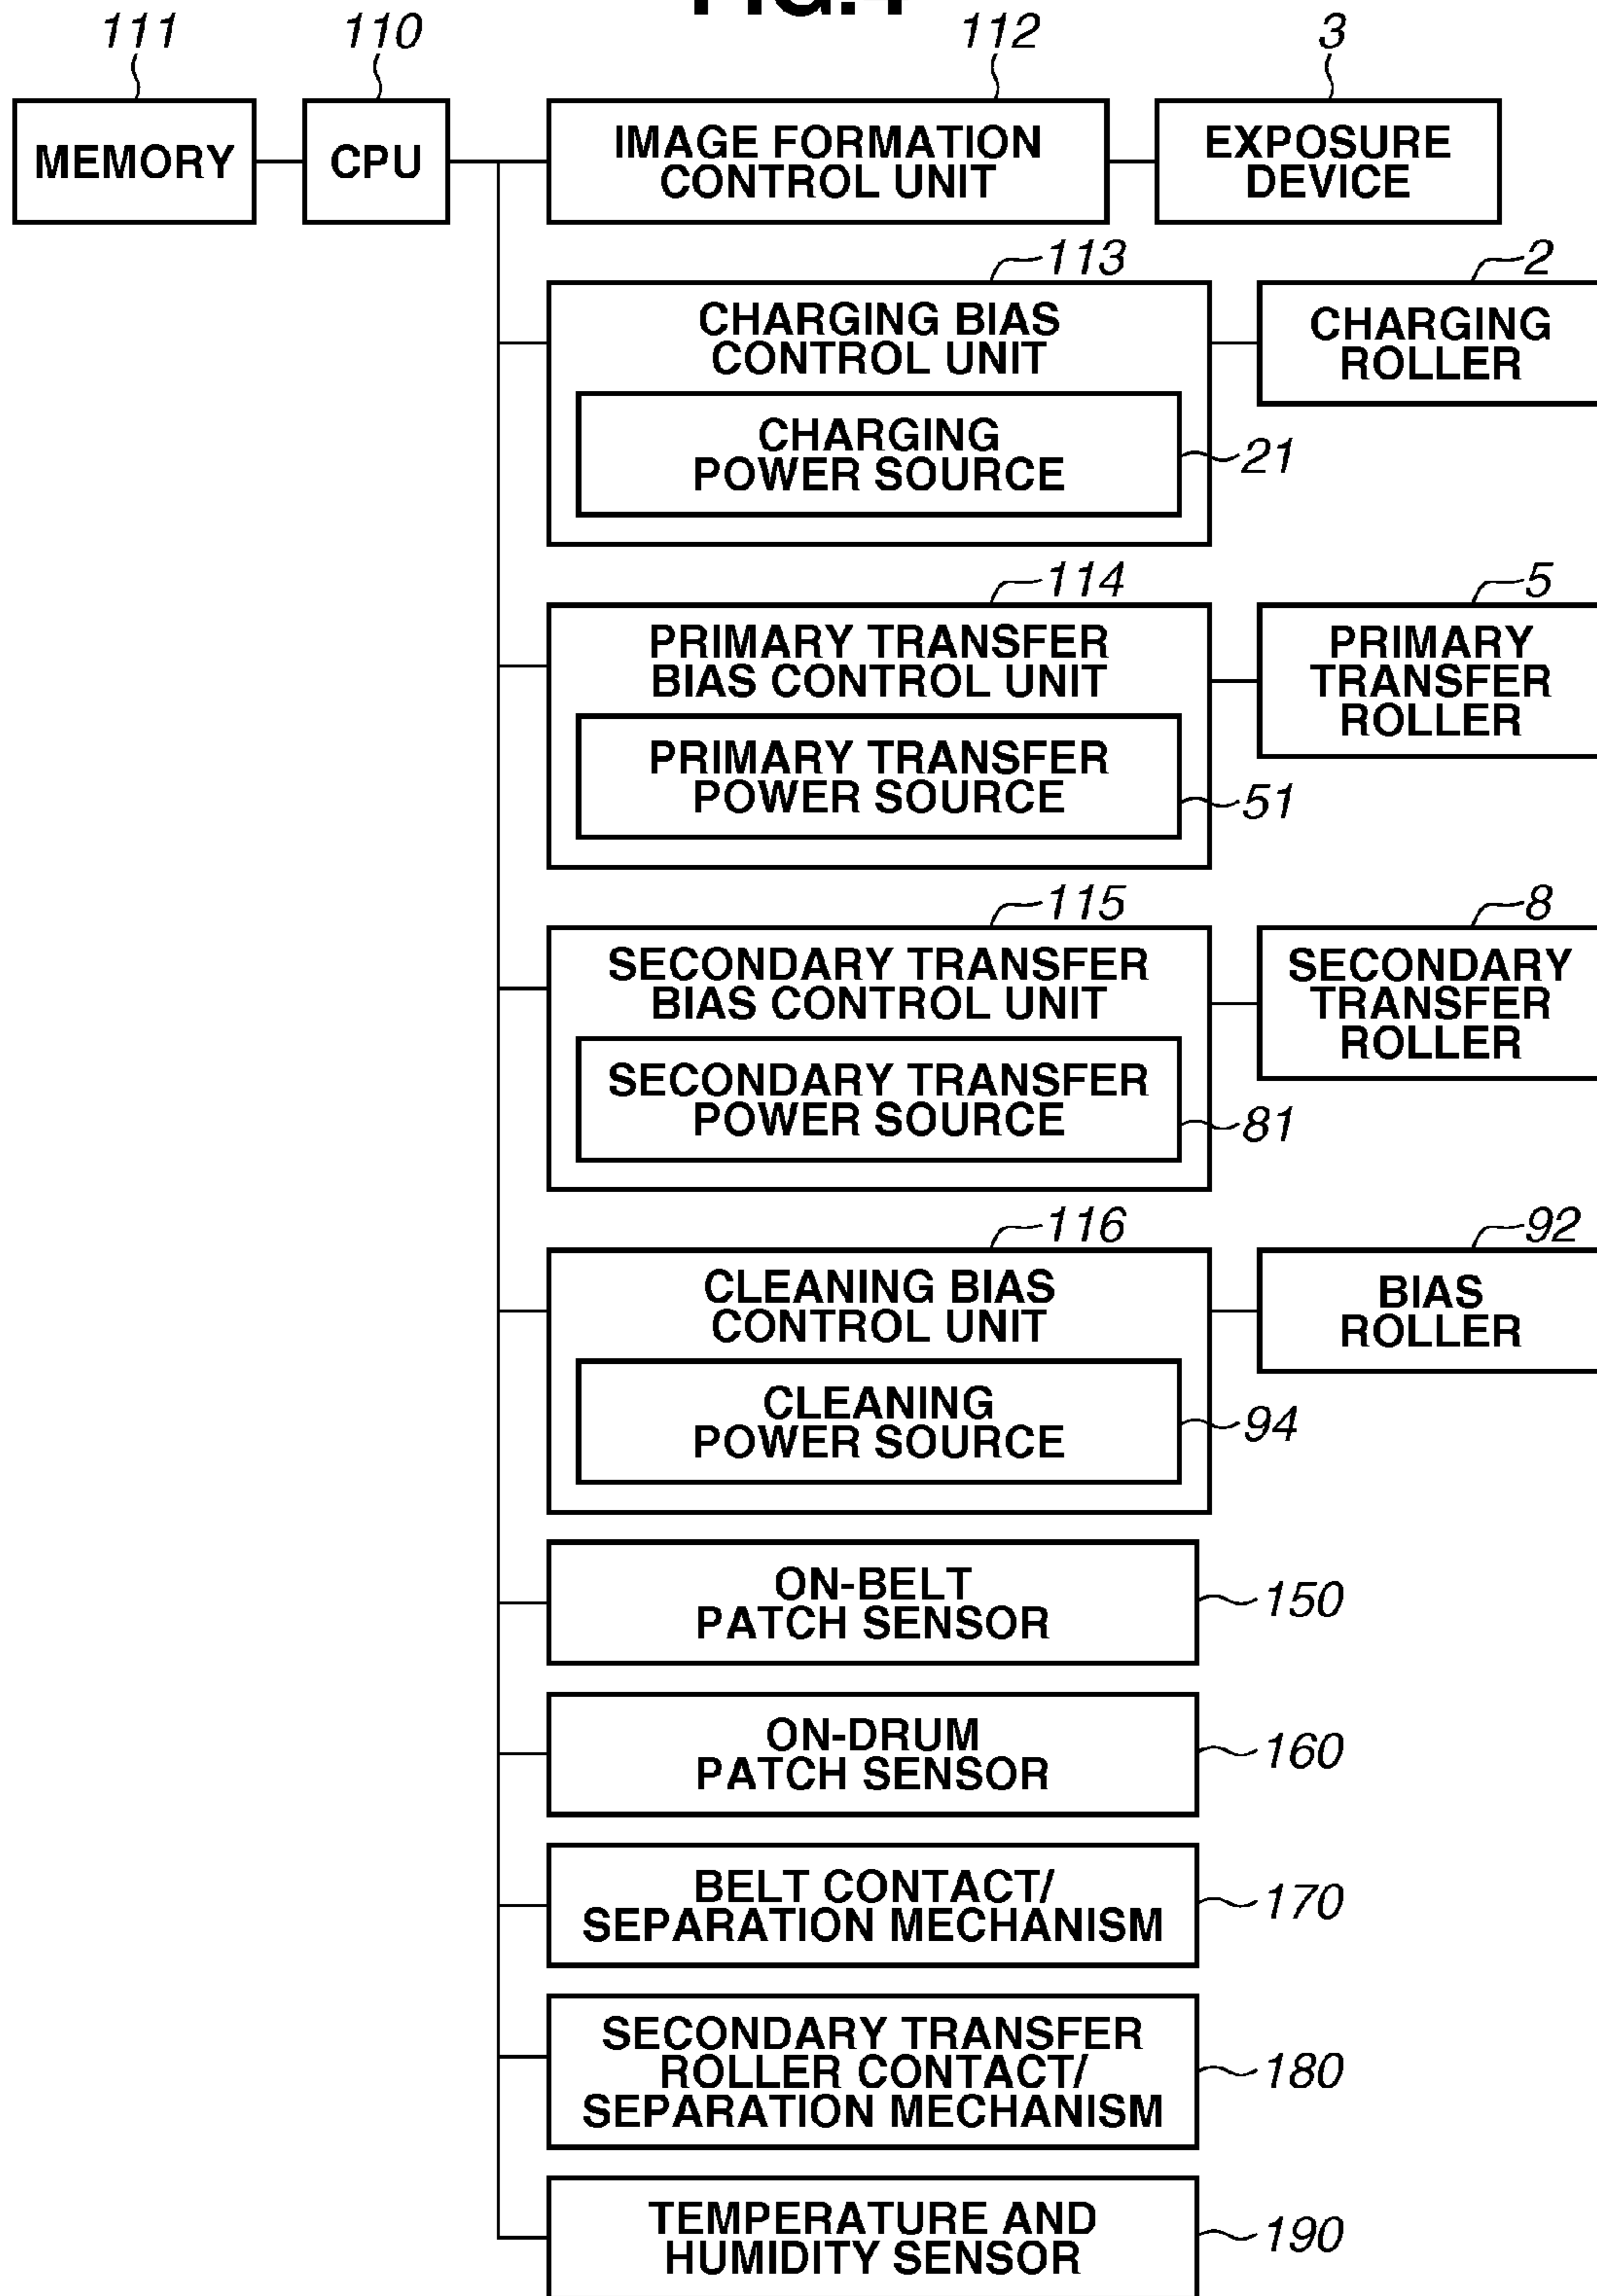 111 110 112 3
MEMORY
CPU
IMAGE FORMATION
CONTROL UNIT
EXPOSURE
DEVICE
113
CHARGING BIAS
CONTROL UNIT
CHARGING
POWER SOURCE
21
2
CHARGING
ROLLER
114
PRIMARY TRANSFER
BIAS CONTROL UNIT
PRIMARY TRANSFER
POWER SOURCE
51
5
PRIMARY
TRANSFER
ROLLER
115
SECONDARY TRANSFER
BIAS CONTROL UNIT
SECONDARY TRANSFER
POWER SOURCE
81
8
SECONDARY
TRANSFER
ROLLER
116
CLEANING BIAS
CONTROL UNIT
CLEANING
POWER SOURCE
94
92
BIAS
ROLLER
ON-BELT
PATCH SENSOR
150
ON-DRUM
PATCH SENSOR
160
BELT CONTACT/
SEPARATION MECHANISM
170
SECONDARY TRANSFER
ROLLER CONTACT/
SEPARATION MECHANISM
180
TEMPERATURE AND
HUMIDITY SENSOR
190